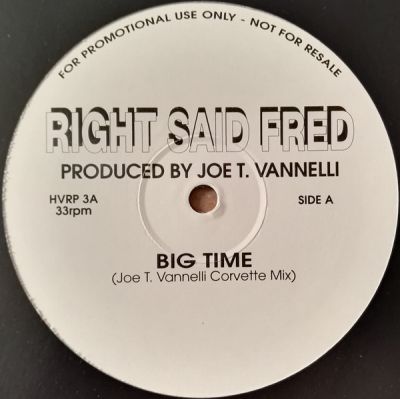 FOR PROMOTIONAL USE ONLY - NOT FOR RESALE
RIGHT SAID FRED
PRODUCED BY JOE T. VANNELLI
HVRP 3A
33rpm
SIDE A
BIG TIME
(Joe T. Vannelli Corvette Mix)